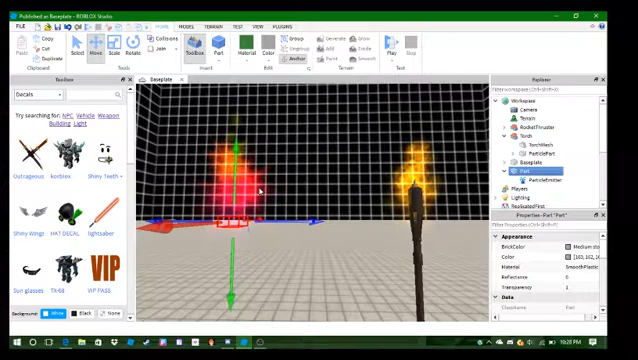 Published as Baseplate - ROBLOX Studio
FILE
HOME MODEL TERRAIN TEST VIEW PLUGINS
Paste
Copy
Cut
Duplicate
Clipboard
Select Move Scale Rotate
Tools
Collisions
Join
Toolbox Part
Insert
Material Color
Group
Ungroup
Lock
Anchor
Edit
Generate Grow
Add Erode
Paint Smooth
Terrain
Play Stop
Test
Toolbox
Decals
Try searching for: NPC Vehicle Weapon
Building Light
Outrageous korblox Shiny Teeth
Shiny Wings HAT DECAL lightsaber
VIP
Sun glasses TX-68 VIP PASS
Background: White Black None
Baseplate
Explorer
Filter workspace (Ctrl+Shift+X)
Workspace
Camera
Terrain
RocketThruster
Torch
TorchMesh
ParticlePart
Baseplate
Part
ParticleEmitter
Players
Lighting
ReplicatedFirst
Properties - Part "Part"
Filter Properties (Ctrl+Shift+P)
Appearance
BrickColor Medium stone
Color
Material SmoothPlastic
Reflectance 0
Transparency 1
Data
ClassName Part
10:28 PM